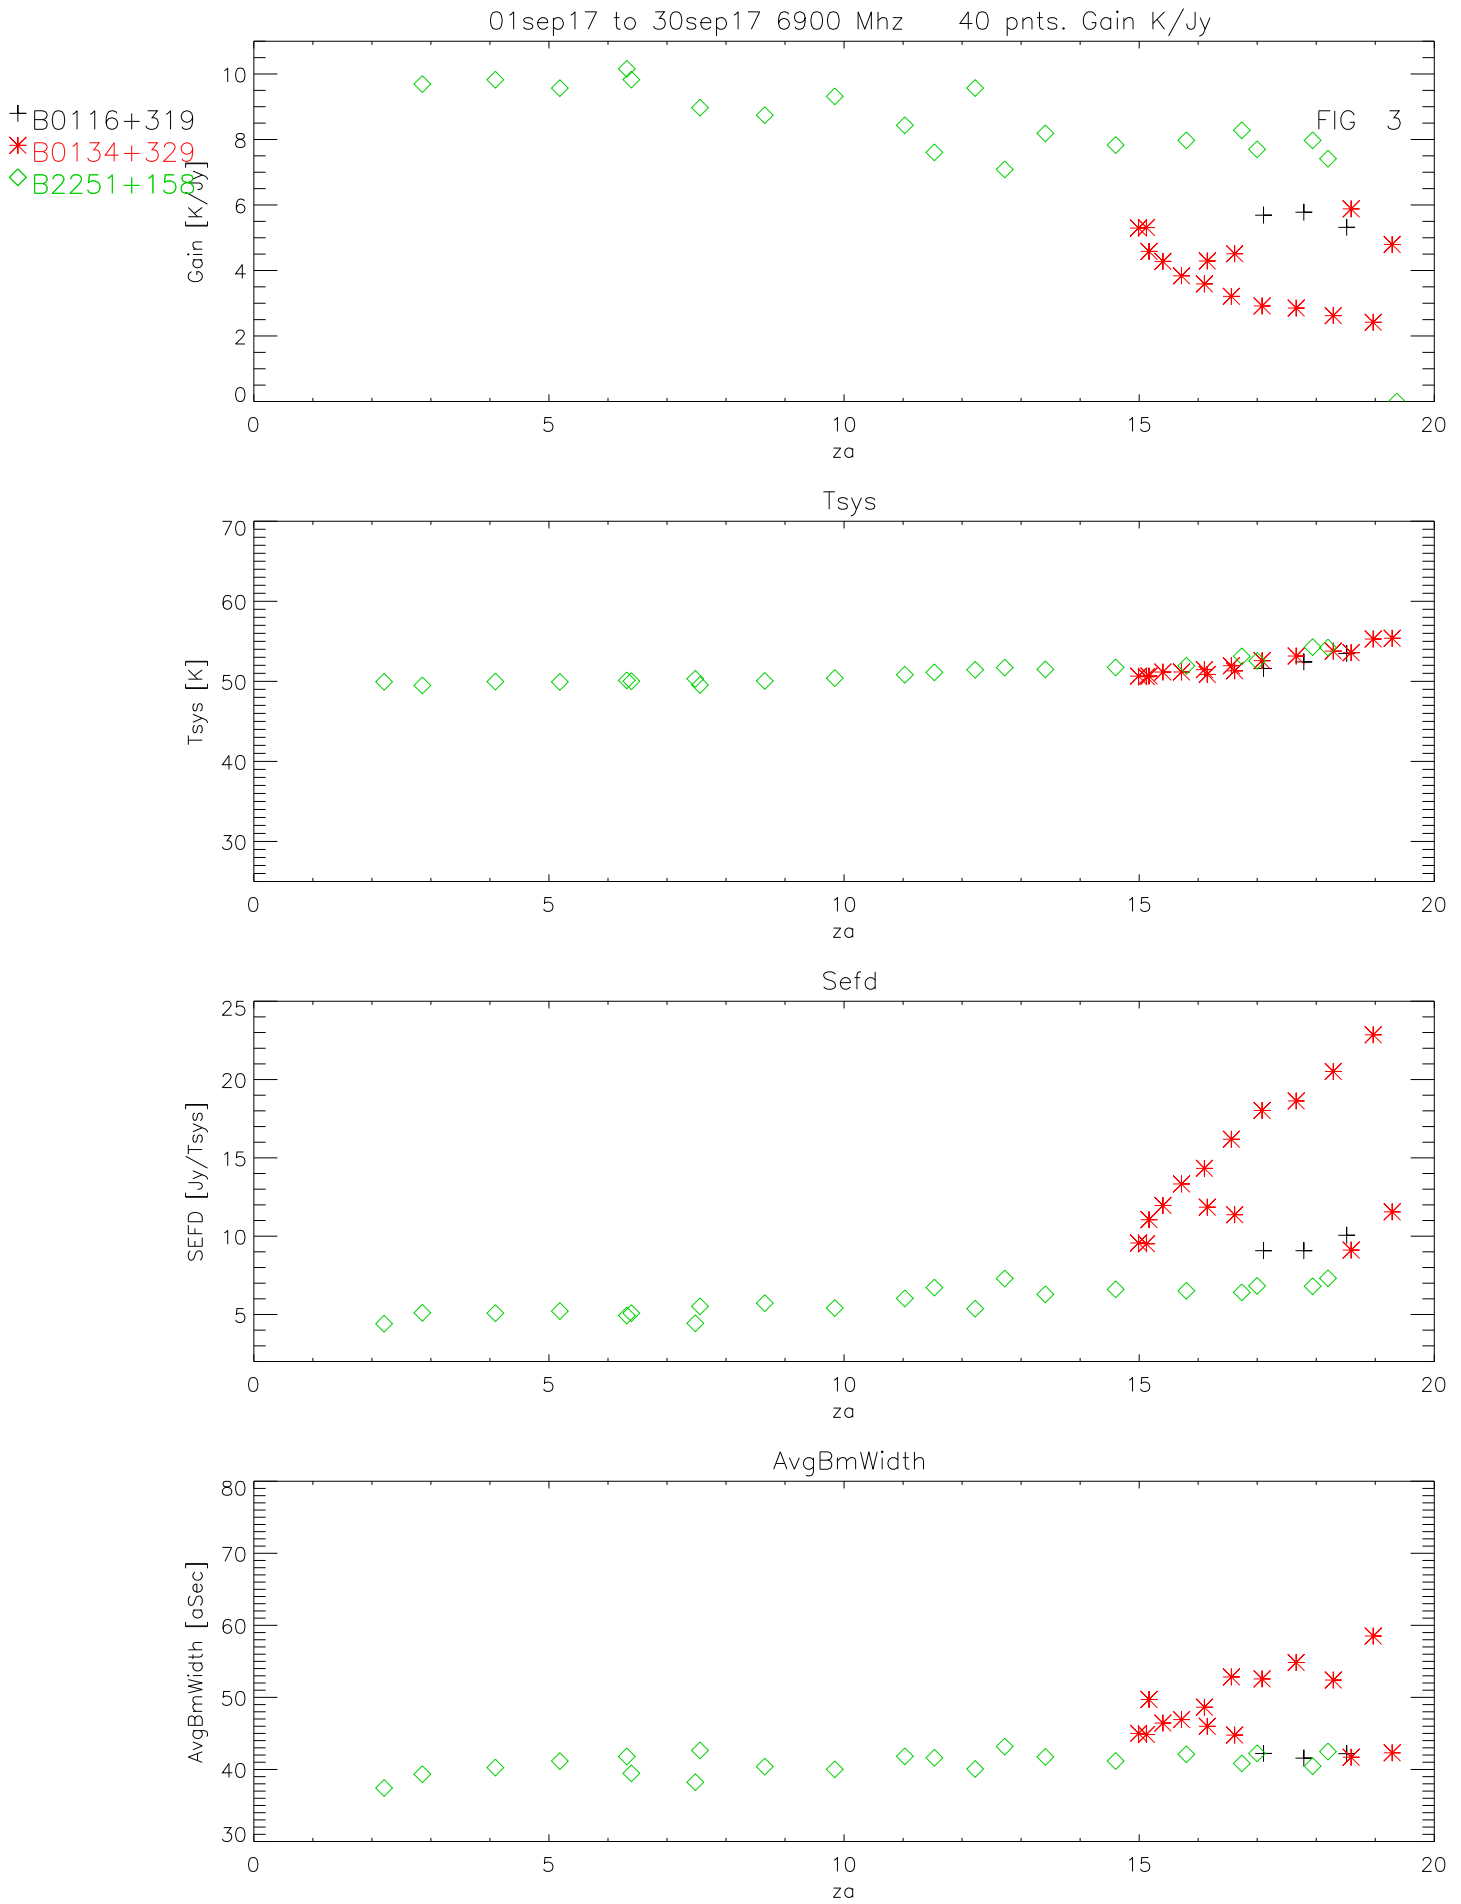 01sep17 to 30sep17 6900 Mhz 40 pnts. Gain K/Jy
B0116+319
B0134+329
B2251+158
FIG 3
Gain [K/Jy]
10
8
6
4
2
0
0 5 10 15 20
za
Tsys
Tsys [K]
70
60
50
40
30
0 5 10 15 20
za
Sefd
SEFD [Jy/Tsys]
25
20
15
10
5
0 5 10 15 20
za
AvgBmWidth
AvgBmWidth [aSec]
80
70
60
50
40
30
0 5 10 15 20
za